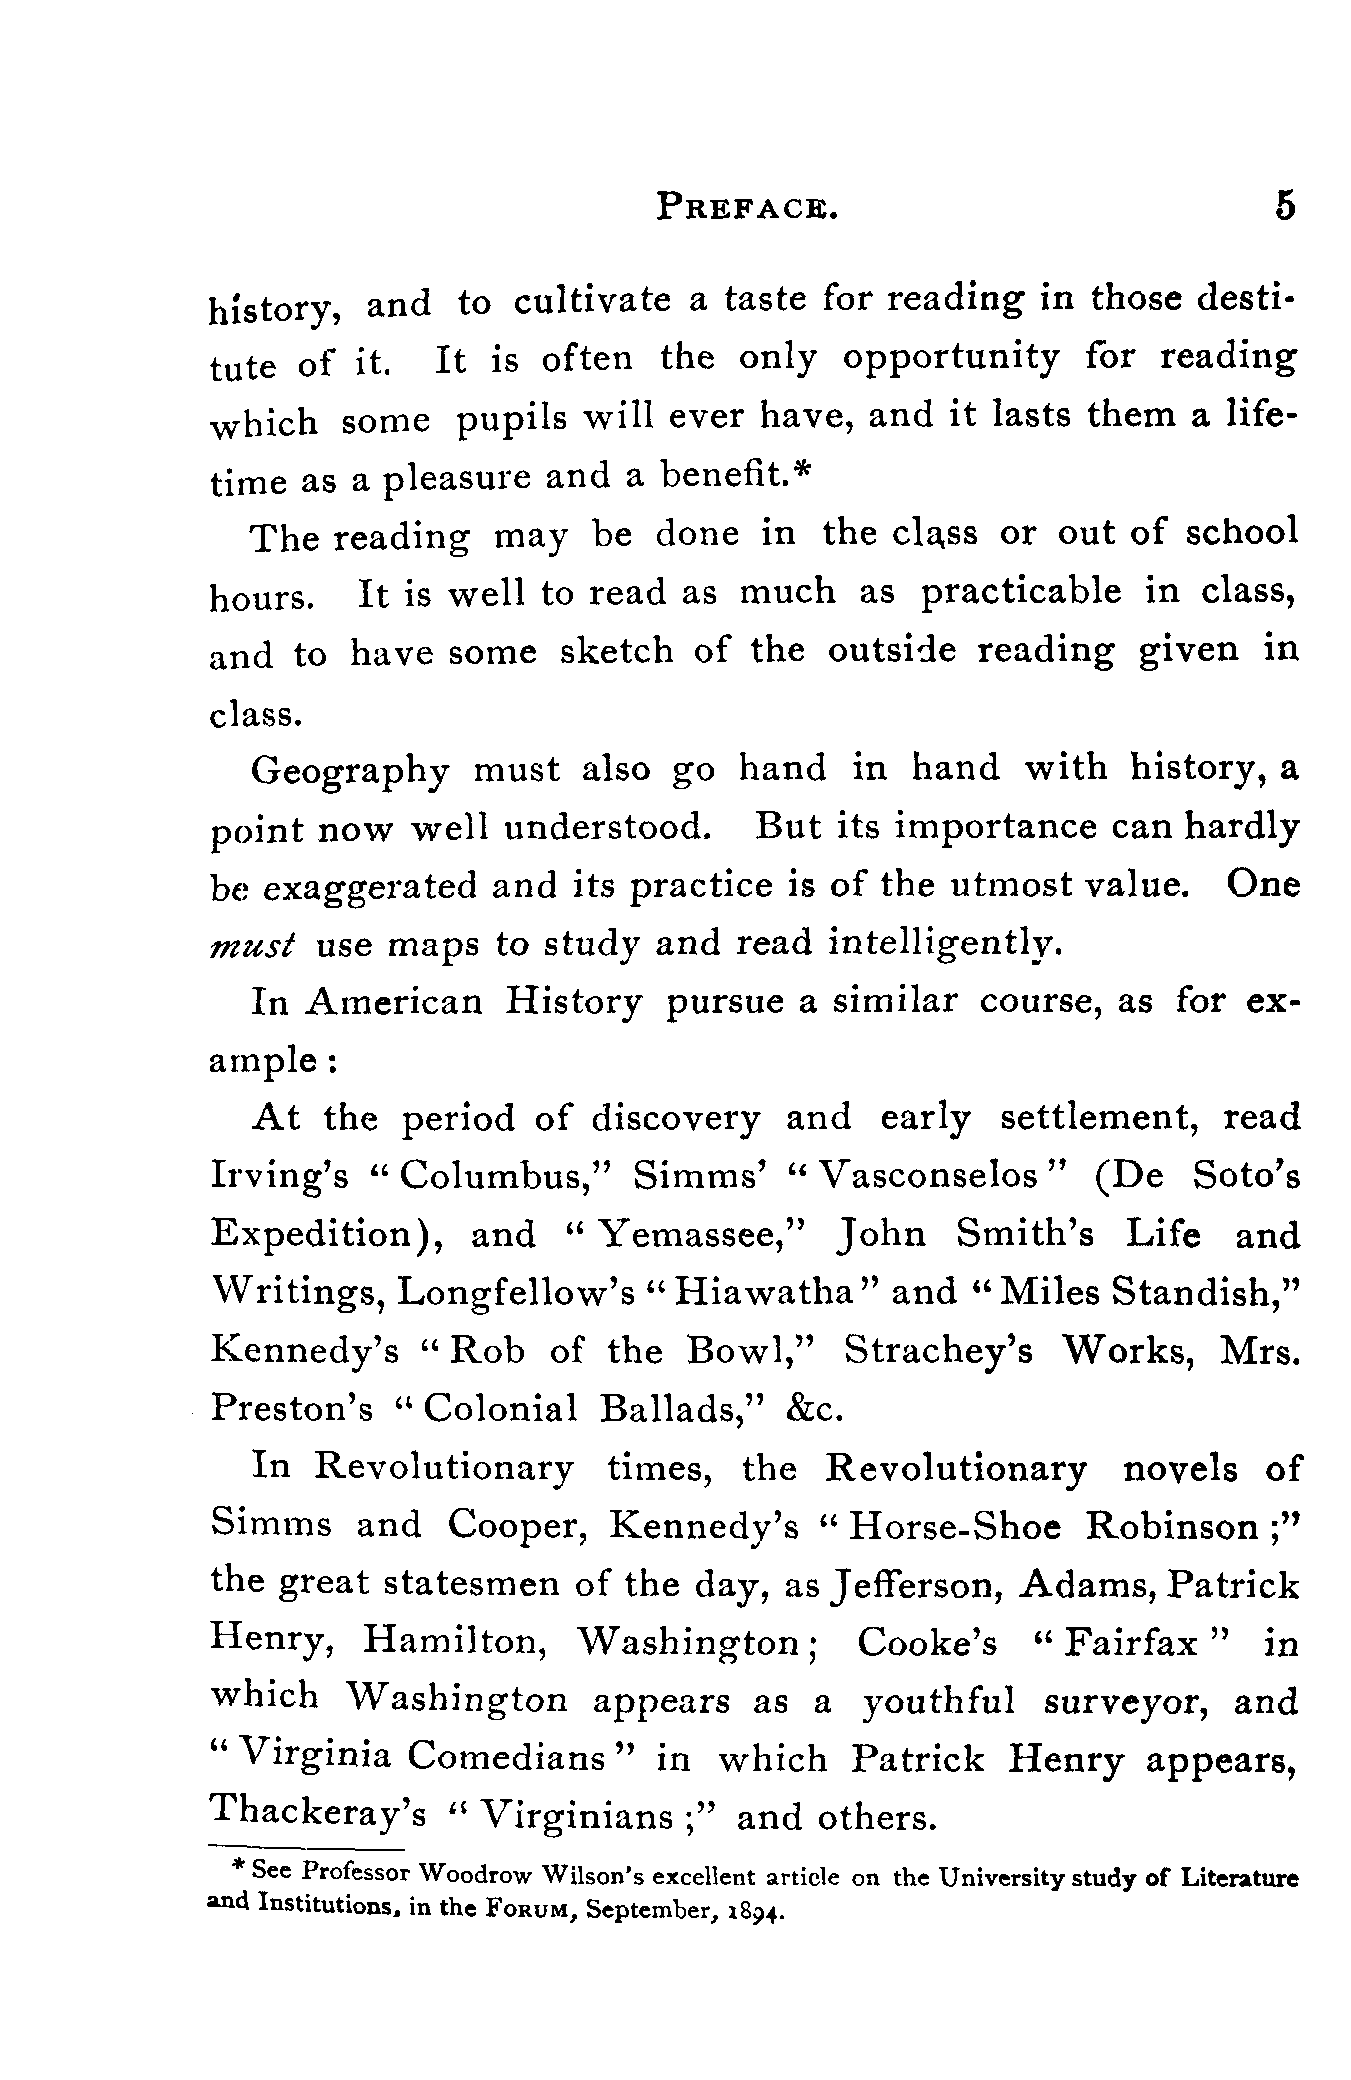 PREFACE. 5
history, and to cultivate a taste for reading in those desti-
tute of it. It is often the only opportunity for reading
which some pupils will ever have, and it lasts them a life-
time as a pleasure and a benefit.*
The reading may be done in the class or out of school
hours. It is well to read as much as practicable in class,
and to have some sketch of the outside reading given in
class.
Geography must also go hand in hand with history, a
point now well understood. But its importance can hardly
be exaggerated and its practice is of the utmost value. One
must use maps to study and read intelligently.
In American History pursue a similar course, as for ex-
ample :
At the period of discovery and early settlement, read
Irving's "Columbus," Simms' "Vasconselos" (De Soto's
Expedition), and "Yemassee," John Smith's Life and
Writings, Longfellow's "Hiawatha" and "Miles Standish,"
Kennedy's "Rob of the Bowl," Strachey's Works, Mrs.
Preston's "Colonial Ballads," &c.
In Revolutionary times, the Revolutionary novels of
Simms and Cooper, Kennedy's "Horse-Shoe Robinson ;"
the great statesmen of the day, as Jefferson, Adams, Patrick
Henry, Hamilton, Washington ; Cooke's "Fairfax" in
which Washington appears as a youthful surveyor, and
"Virginia Comedians" in which Patrick Henry appears,
Thackeray's "Virginians ;" and others.
* See Professor Woodrow Wilson's excellent article on the University study of Literature
and Institutions, in the FORUM, September, 1894.